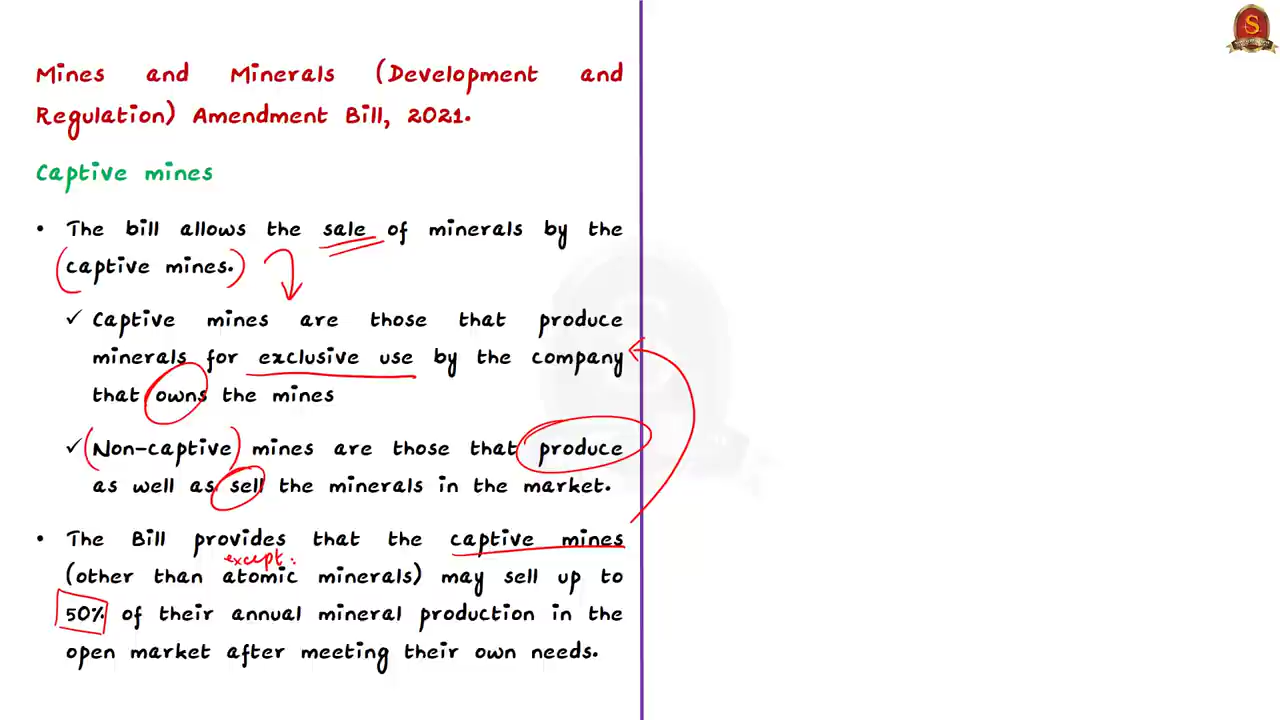 Mines and Minerals (Development and
Regulation) Amendment Bill, 2021.
Captive mines
• The bill allows the sale of minerals by the
(captive mines.)
✓ Captive mines are those that produce
minerals for exclusive use by the company
that owns the mines
✓ (Non-captive) mines are those that produce
as well as sell the minerals in the market.
• The Bill provides that the captive mines
except:
(other than atomic minerals) may sell up to
50% of their annual mineral production in the
open market after meeting their own needs.
S